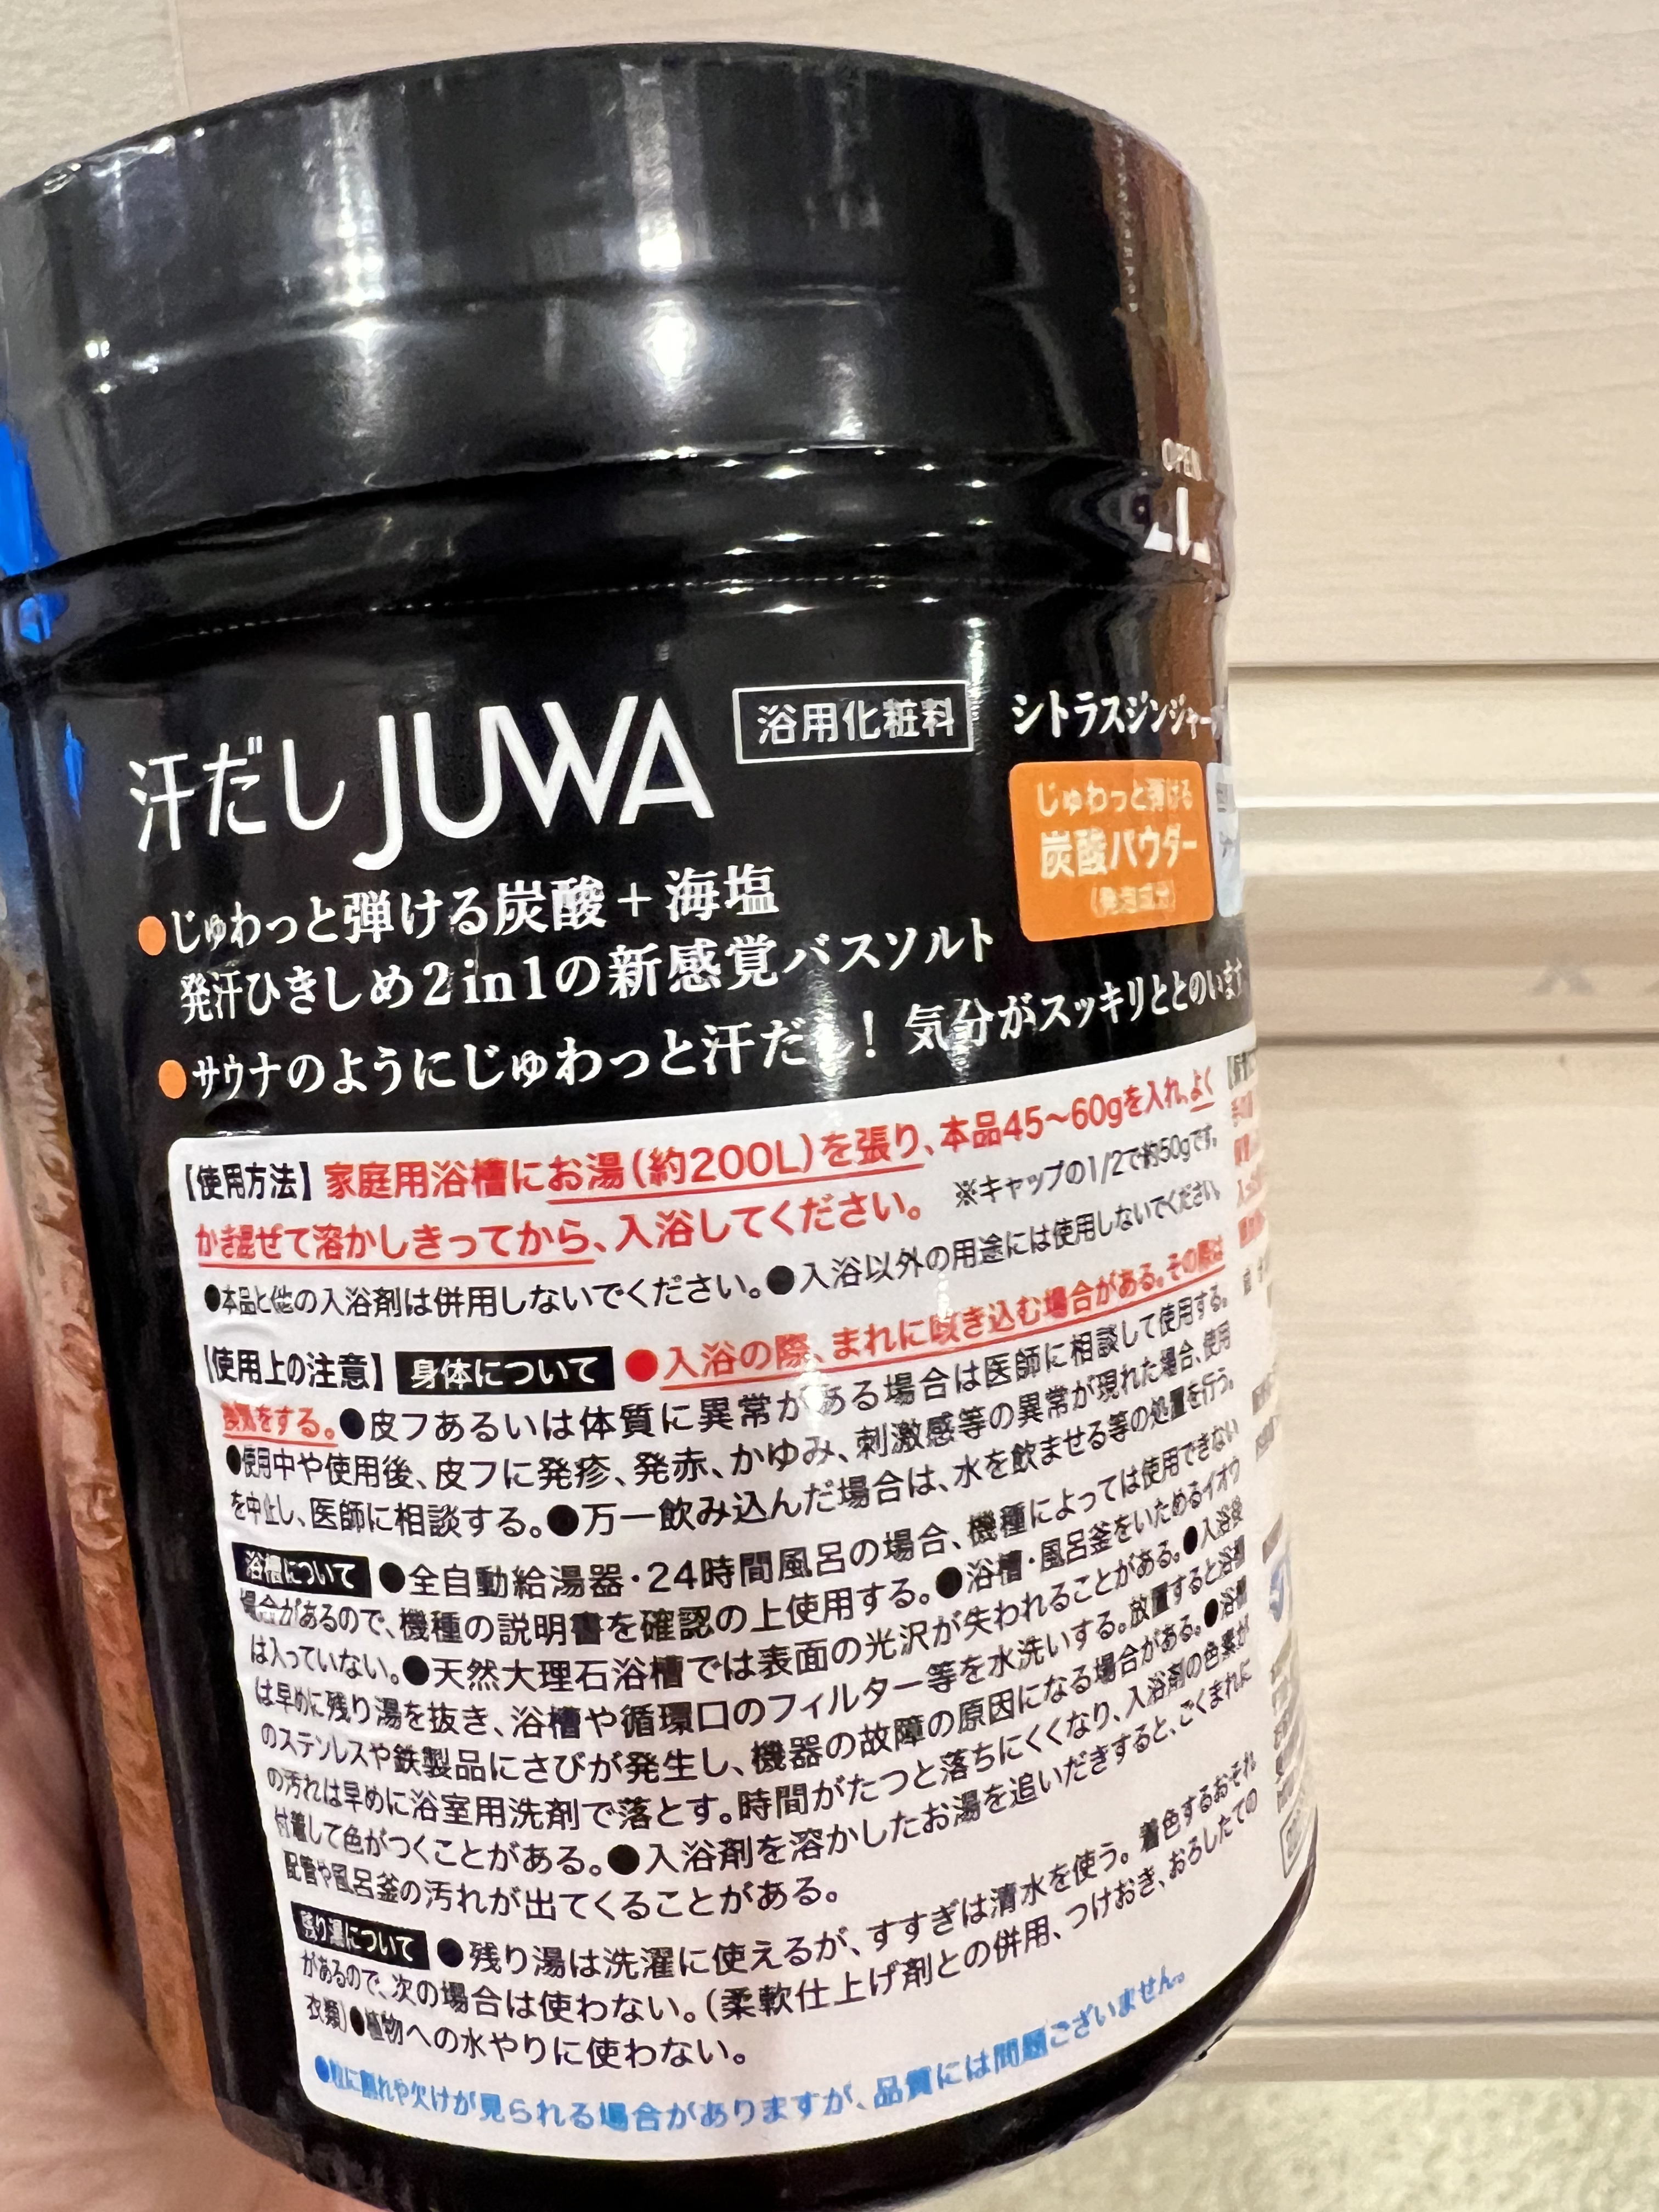 OPEN
汗だし JUWA 浴用化粧料 シトラスジンジャー
じゅわっと弾ける
炭酸パウダー
(発泡成分)
●じゅわっと弾ける炭酸+海塩
発汗ひきしめ2in1の新感覚バスソルト
●サウナのようにじゅわっと汗だし! 気分がスッキリととのいます
【使用方法】家庭用浴槽にお湯(約200L)を張り、本品45~60gを入れ、よく
かき混ぜて溶かしきってから、入浴してください。 ※キャップの1/2で約50gです。
●本品と他の入浴剤は併用しないでください。●入浴以外の用途には使用しないでください。
【使用上の注意】 身体について ●入浴の際、まれに咳き込む場合がある。その際は
換気をする。●皮フあるいは体質に異常がある場合は医師に相談して使用する。
●使用中や使用後、皮フに発疹、発赤、かゆみ、刺激感等の異常が現れた場合、使用
を中止し、医師に相談する。●万一飲み込んだ場合は、水を飲ませる等の処置を行う。
浴槽について ●全自動給湯器・24時間風呂の場合、機種によっては使用できない
場合があるので、機種の説明書を確認の上使用する。●浴槽・風呂釜をいためるイオウ
は入っていない。●天然大理石浴槽では表面の光沢が失われることがある。●入浴後
は早めに残り湯を抜き、浴槽や循環口のフィルター等を水洗いする。放置すると浴槽
のステンレスや鉄製品にさびが発生し、機器の故障の原因になる場合がある。●浴槽
の汚れは早めに浴室用洗剤で落とす。時間がたつと落ちにくくなり、入浴剤の色素が
付着して色がつくことがある。●入浴剤を溶かしたお湯を追いだきすると、ごくまれに
配管や風呂釜の汚れが出てくることがある。
残り湯について ●残り湯は洗濯に使えるが、すすぎは清水を使う。着色するおそれ
があるので、次の場合は使わない。(柔軟仕上げ剤との併用、つけおき、おろしたての
衣類)●植物への水やりに使わない。
●粒に割れや欠けが見られる場合がありますが、品質には問題ございません。